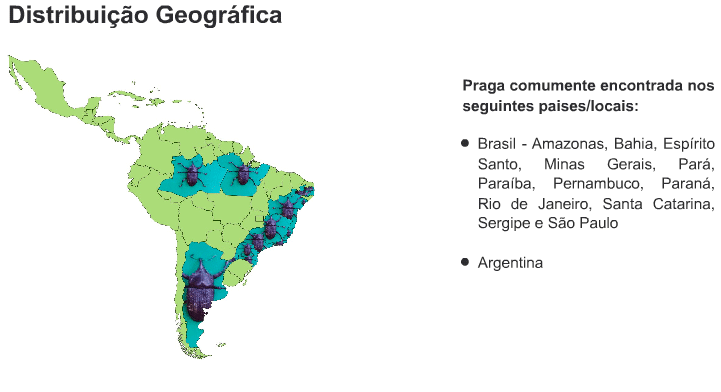 Distribuição Geográfica
Praga comumente encontrada nos
seguintes paises/locais:
● Brasil - Amazonas, Bahia, Espírito
Santo, Minas Gerais, Pará,
Paraíba, Pernambuco, Paraná,
Rio de Janeiro, Santa Catarina,
Sergipe e São Paulo
● Argentina